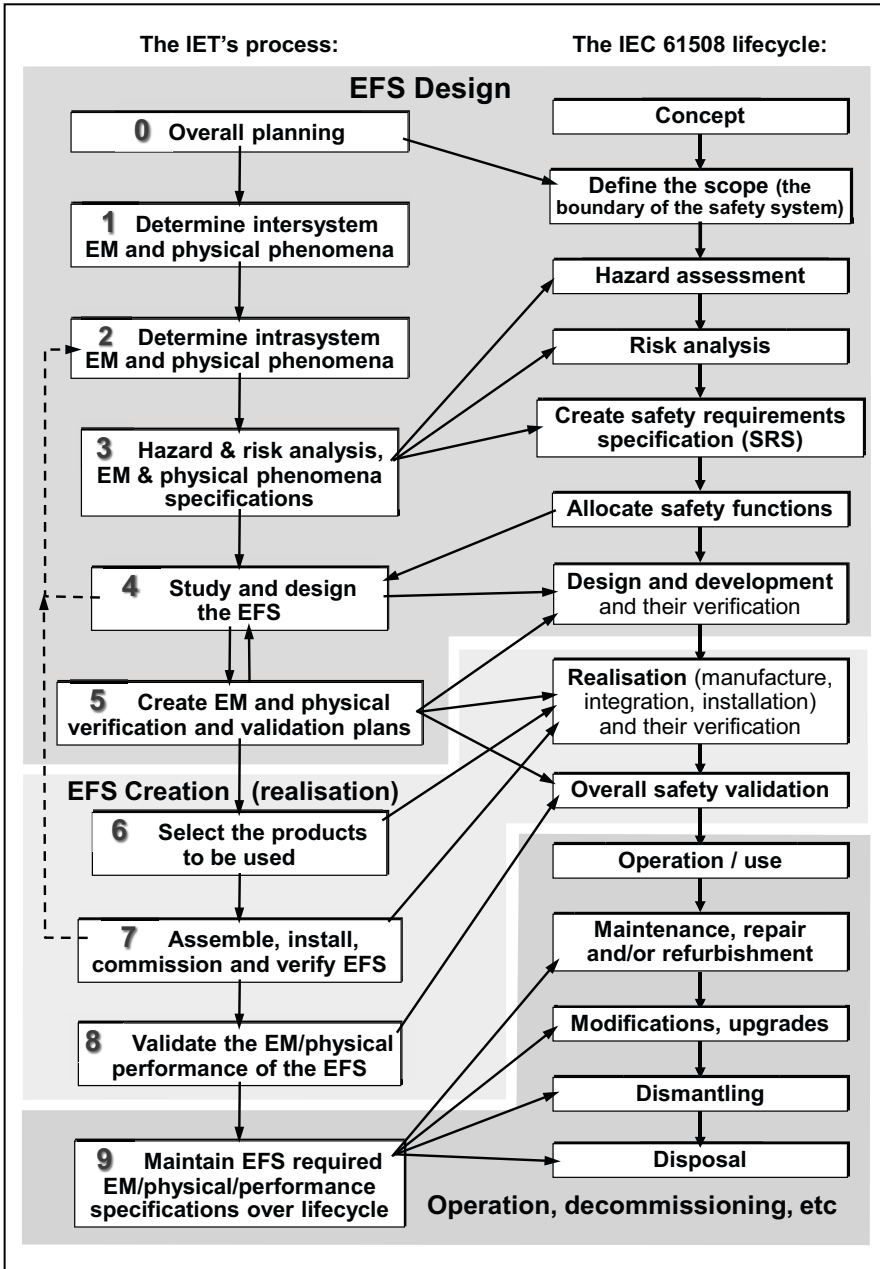 The IET's process:
The IEC 61508 lifecycle:
EFS Design
0 Overall planning
1 Determine intersystem
EM and physical phenomena
2 Determine intrasystem
EM and physical phenomena
3 Hazard & risk analysis,
EM & physical phenomena
specifications
4 Study and design
the EFS
5 Create EM and physical
verification and validation plans
EFS Creation (realisation)
6 Select the products
to be used
7 Assemble, install,
commission and verify EFS
8 Validate the EM/physical
performance of the EFS
9 Maintain EFS required
EM/physical/performance
specifications over lifecycle
Concept
Define the scope (the
boundary of the safety system)
Hazard assessment
Risk analysis
Create safety requirements
specification (SRS)
Allocate safety functions
Design and development
and their verification
Realisation (manufacture,
integration, installation)
and their verification
Overall safety validation
Operation / use
Maintenance, repair
and/or refurbishment
Modifications, upgrades
Dismantling
Disposal
Operation, decommissioning, etc